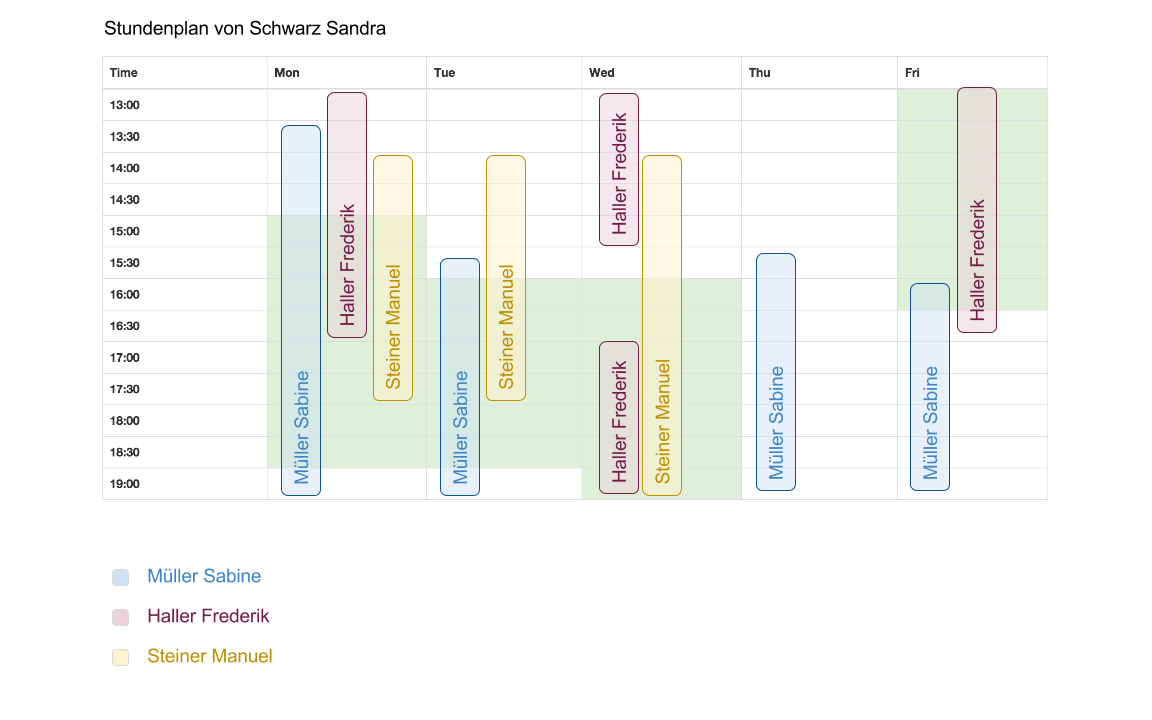 Stundenplan von Schwarz Sandra
Time Mon Tue Wed Thu Fri
13:00
13:30
14:00
14:30
15:00
15:30
16:00
16:30
17:00
17:30
18:00
18:30
19:00
Müller Sabine
Haller Frederik
Steiner Manuel
Müller Sabine
Steiner Manuel
Haller Frederik
Haller Frederik
Steiner Manuel
Müller Sabine
Müller Sabine
Haller Frederik
Müller Sabine
Haller Frederik
Steiner Manuel